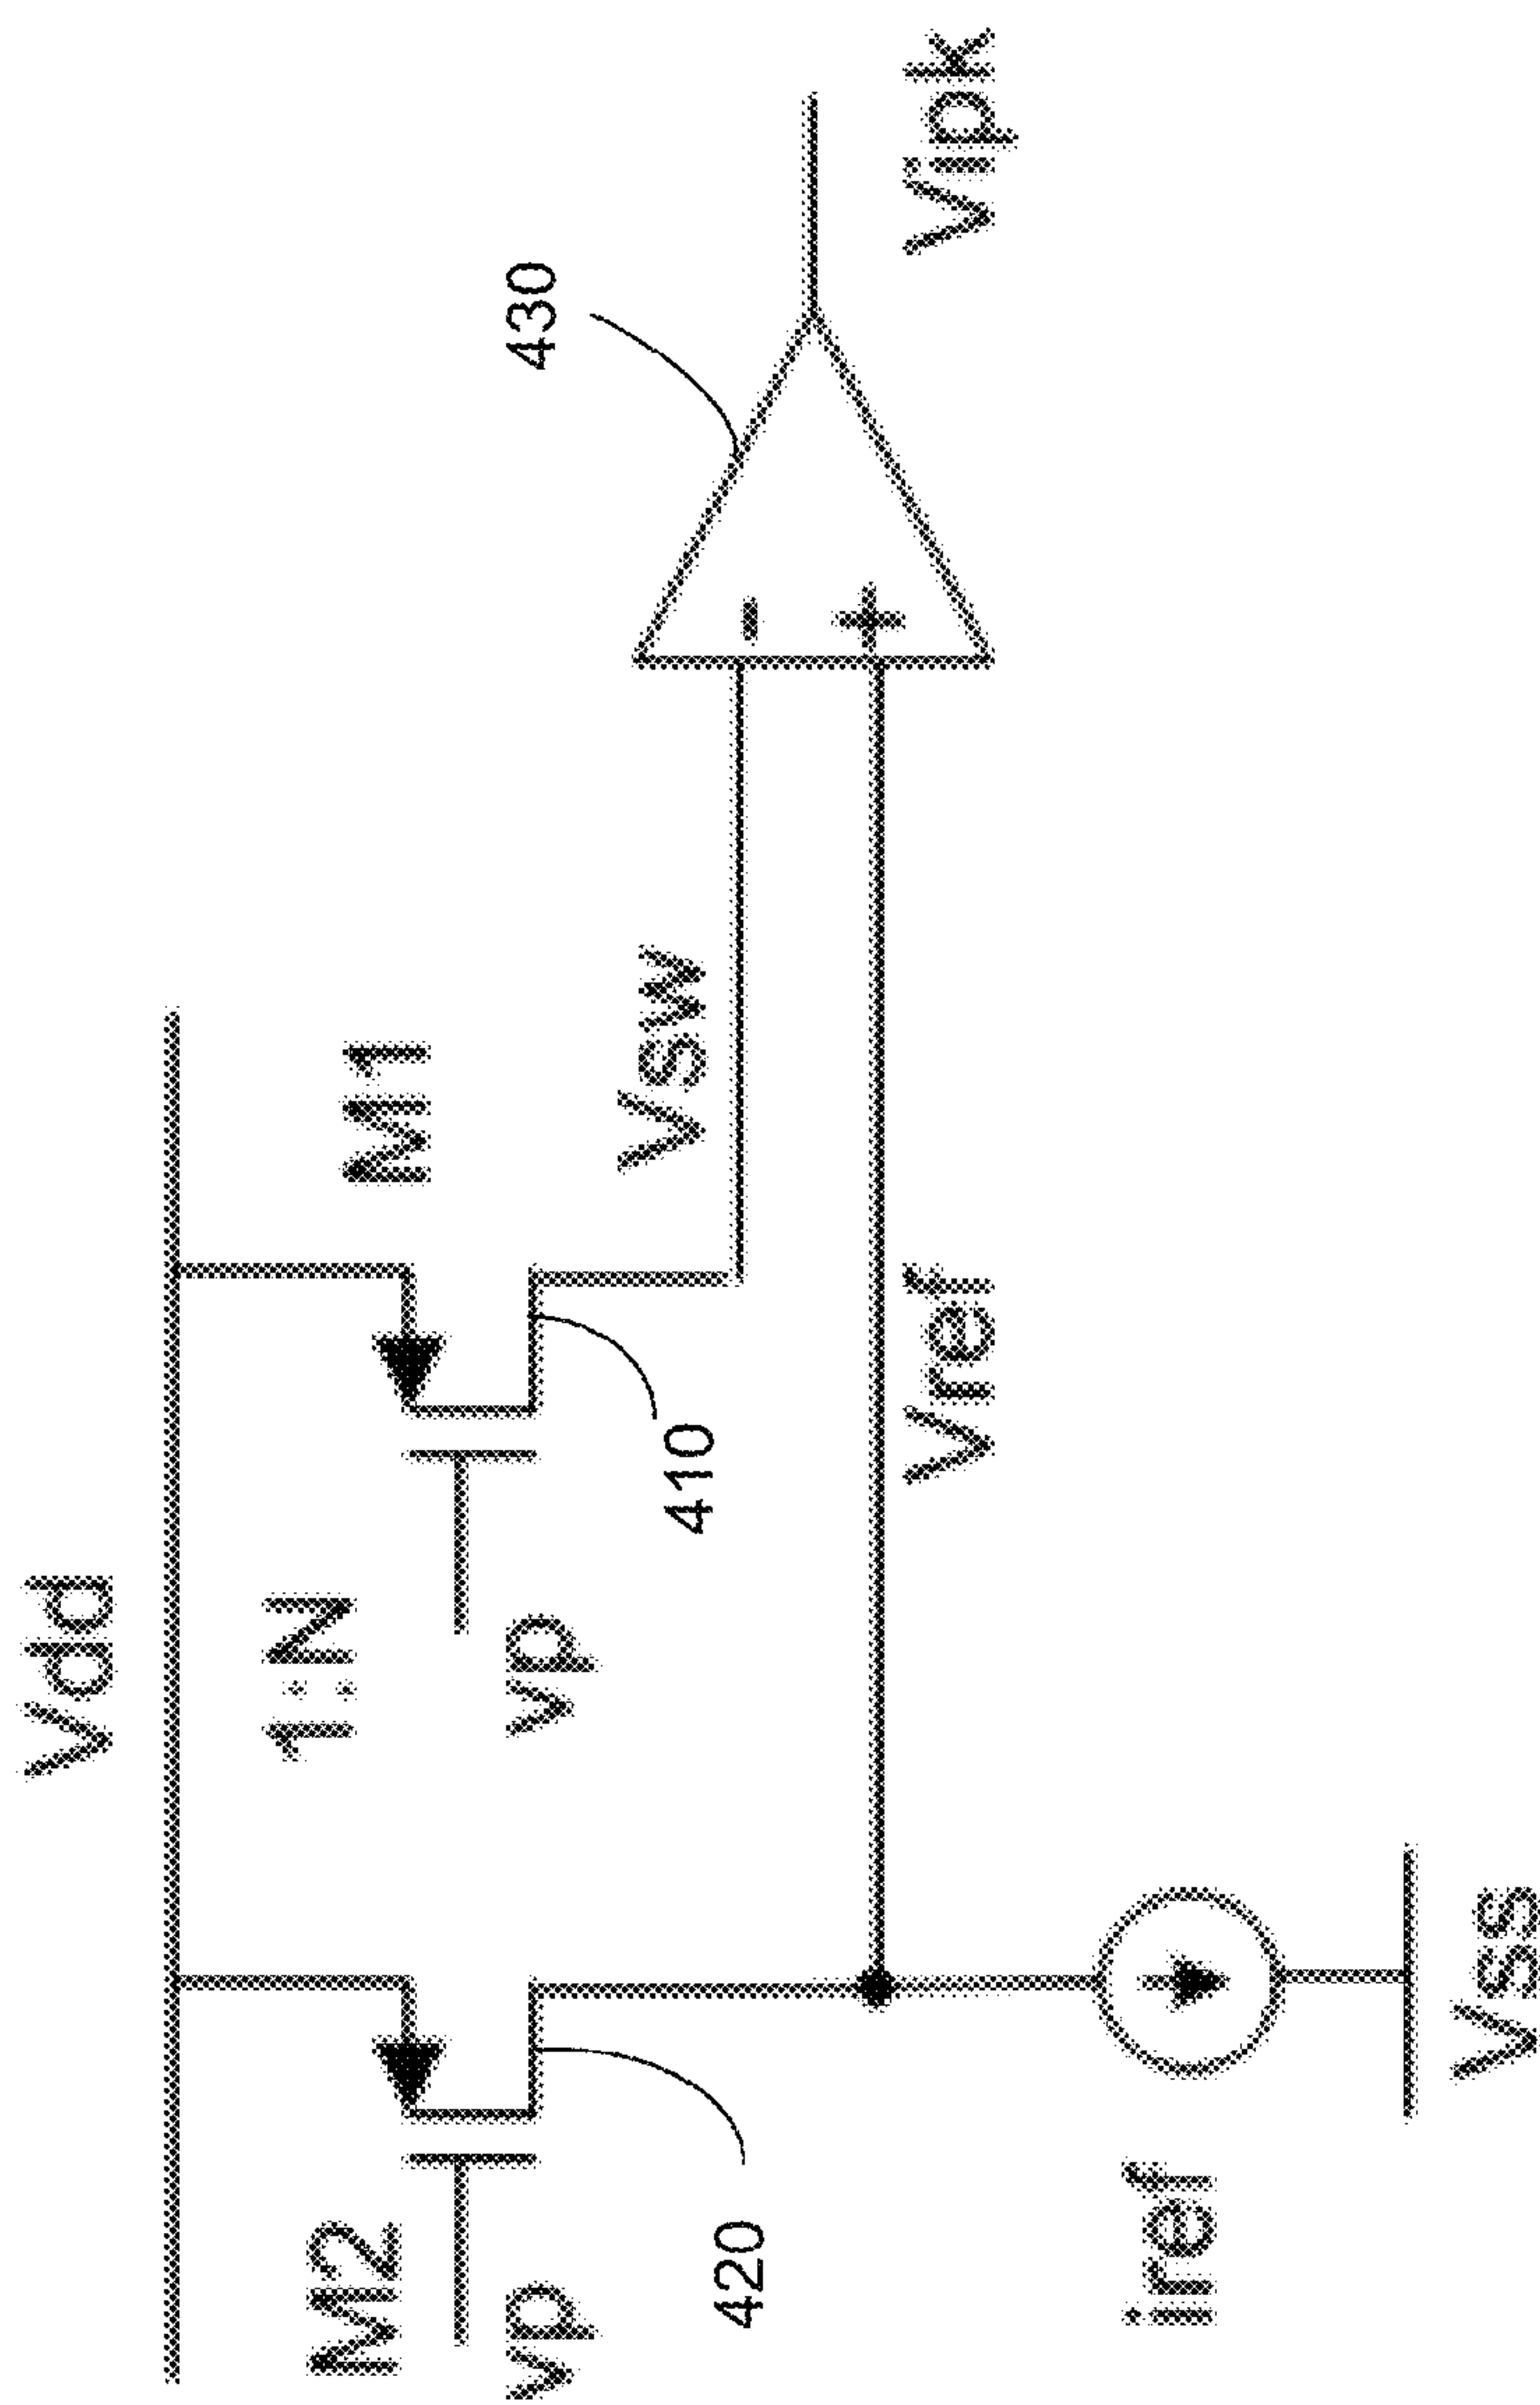 Vdd
M2
1:N
M1
vp
vp
420
410
Vsw
430
Vref
Vipk
iref
Vss
-
+